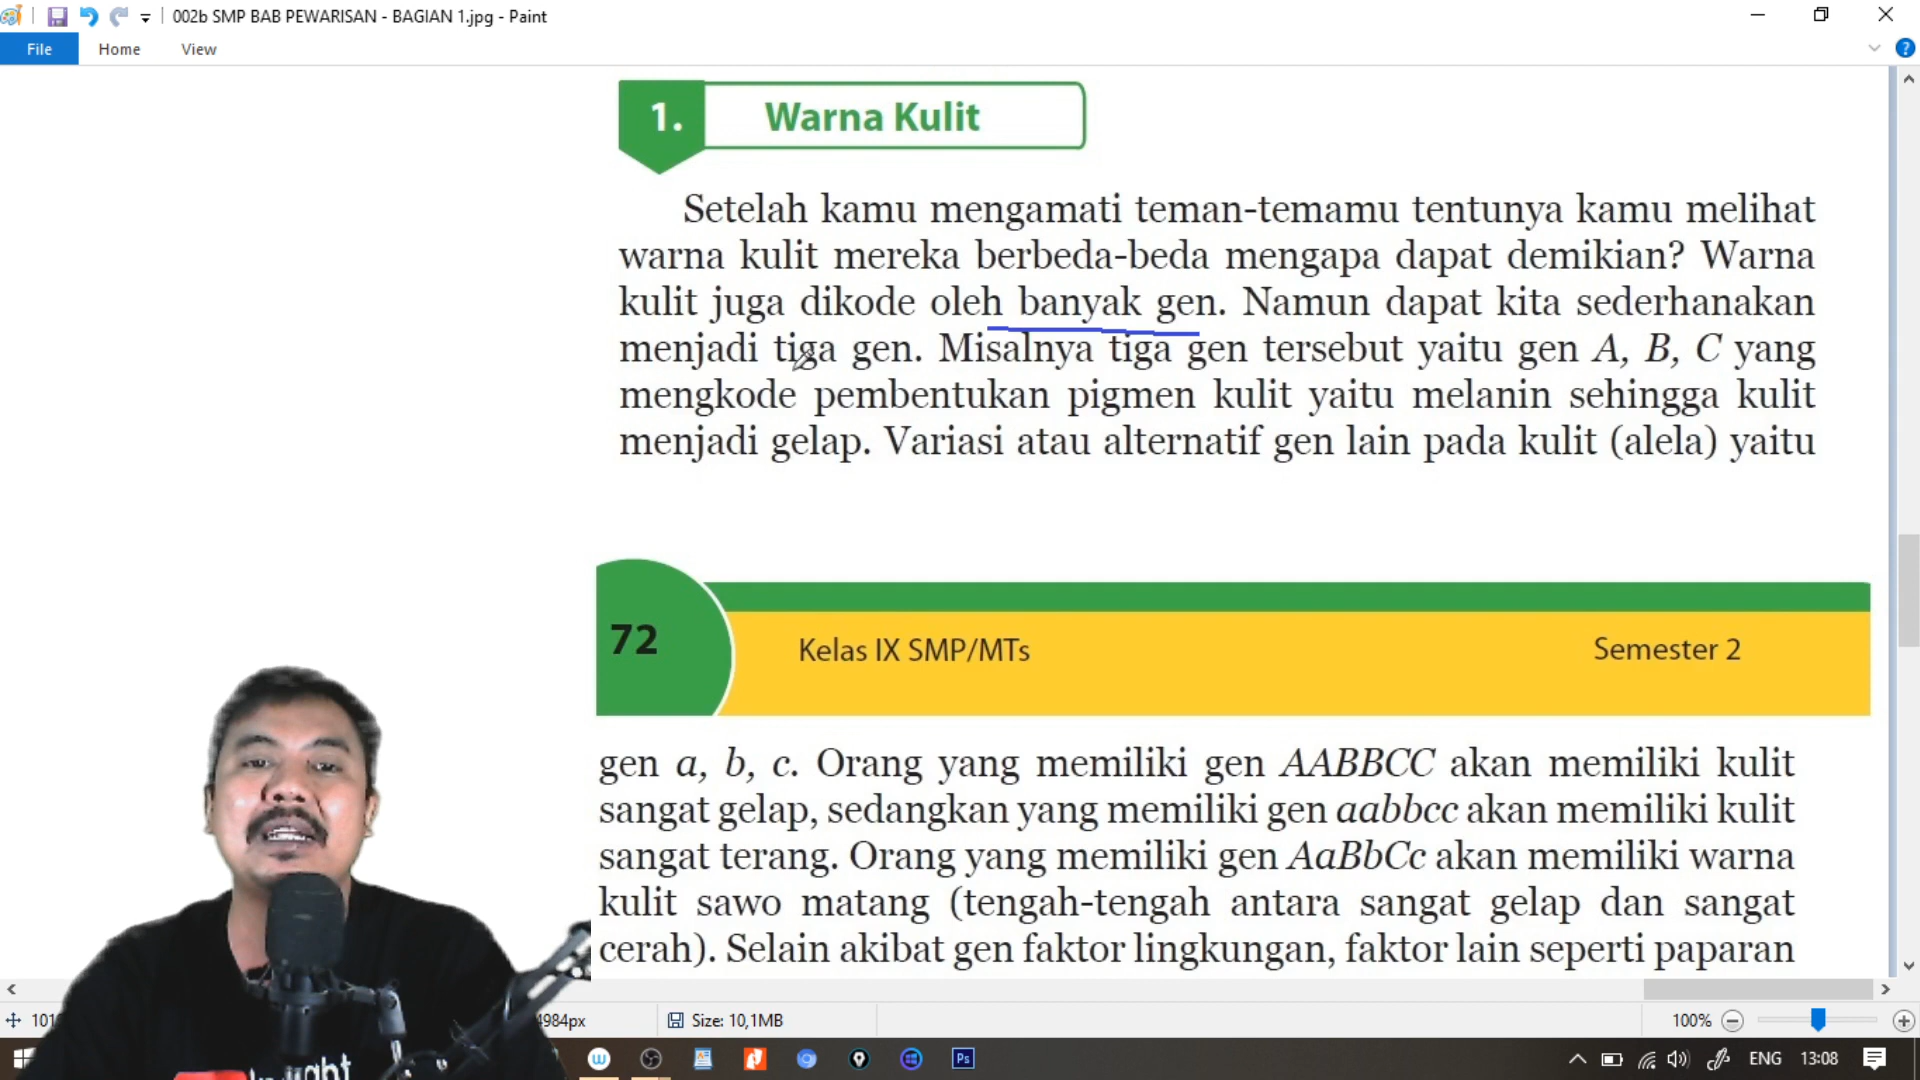 002b SMP BAB PEWARISAN - BAGIAN 1.jpg - Paint
File Home View
1. Warna Kulit
Setelah kamu mengamati teman-temamu tentunya kamu melihat
warna kulit mereka berbeda-beda mengapa dapat demikian? Warna
kulit juga dikode oleh banyak gen. Namun dapat kita sederhanakan
menjadi tiga gen. Misalnya tiga gen tersebut yaitu gen A, B, C yang
mengkode pembentukan pigmen kulit yaitu melanin sehingga kulit
menjadi gelap. Variasi atau alternatif gen lain pada kulit (alela) yaitu
72 Kelas IX SMP/MTs Semester 2
gen a, b, c. Orang yang memiliki gen AABBCC akan memiliki kulit
sangat gelap, sedangkan yang memiliki gen aabbcc akan memiliki kulit
sangat terang. Orang yang memiliki gen AaBbCc akan memiliki warna
kulit sawo matang (tengah-tengah antara sangat gelap dan sangat
cerah). Selain akibat gen faktor lingkungan, faktor lain seperti paparan
4984px Size: 10,1MB 100%
Ps ENG 13:08